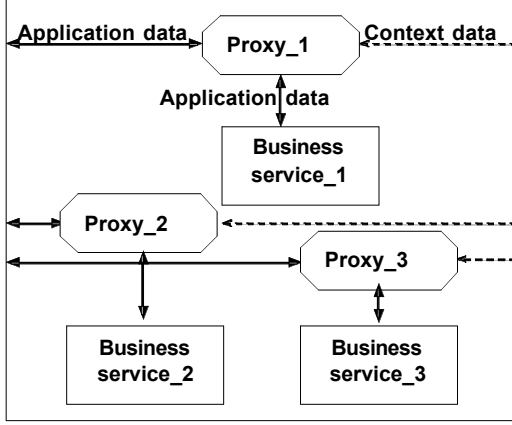 Application data
Proxy_1
Context data
Application data
Business
service_1
Proxy_2
Proxy_3
Business
service_2
Business
service_3